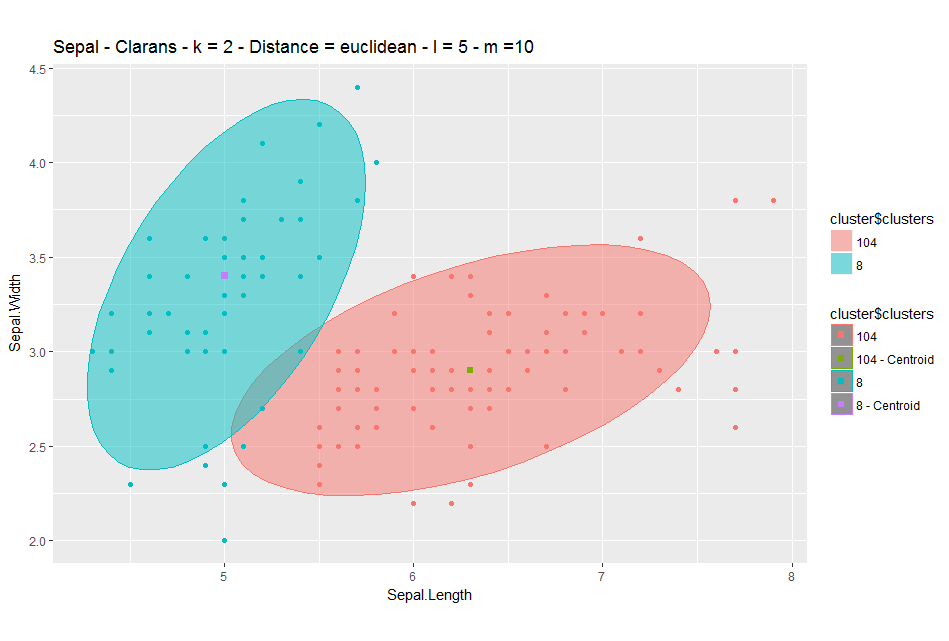 Sepal - Clarans - k = 2 - Distance = euclidean - l = 5 - m =10
4.5
4.0
3.5
3.0
2.5
2.0
Sepal.Width
5
6
7
8
Sepal.Length
cluster$clusters
104
8
cluster$clusters
104
104 - Centroid
8
8 - Centroid